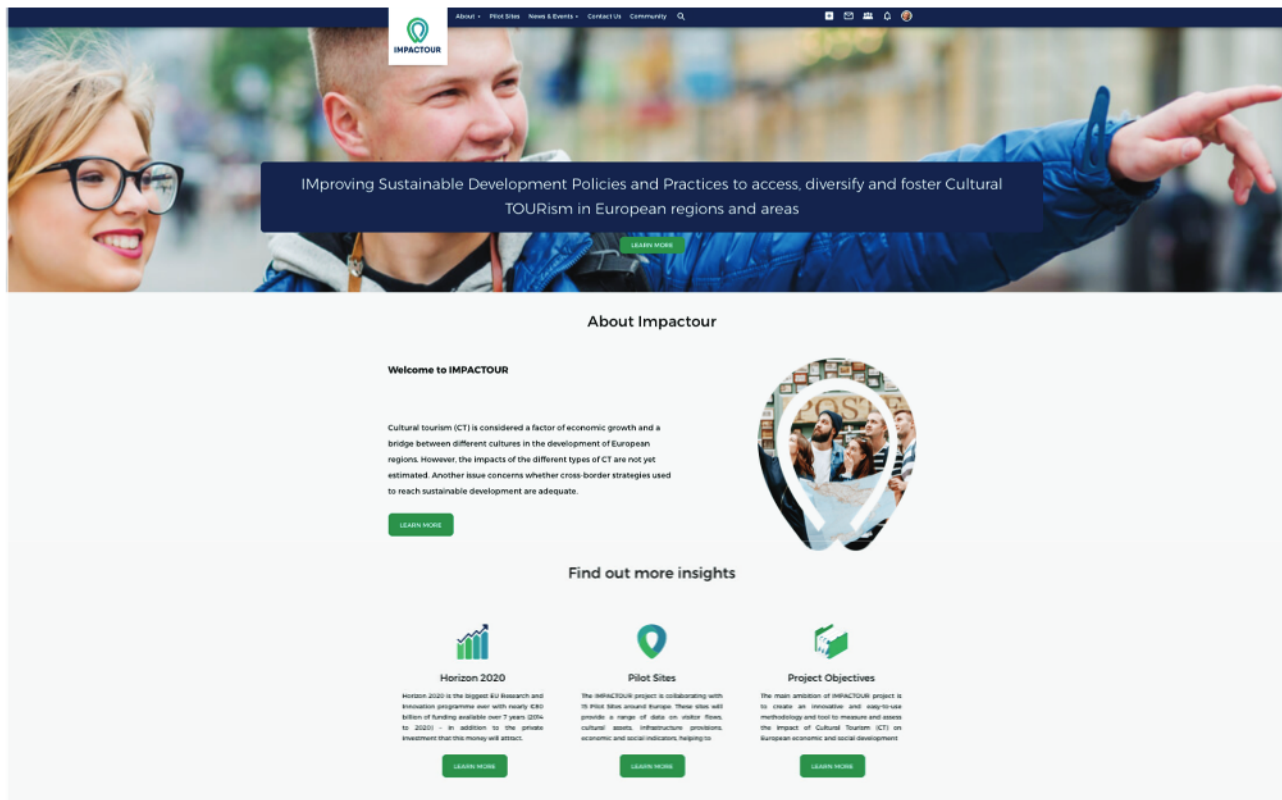 About
Pilot Sites
News & Events
Contact Us
Community
IMPACTOUR
IMproving Sustainable Development Policies and Practices to access, diversify and foster Cultural
TOURism in European regions and areas
LEARN MORE
About Impactour
Welcome to IMPACTOUR
Cultural tourism (CT) is considered a factor of economic growth and a
bridge between different cultures in the development of European
regions. However, the impacts of the different types of CT are not yet
estimated. Another issue concerns whether cross-border strategies used
to reach sustainable development are adequate.
LEARN MORE
POSTE
Find out more insights
Horizon 2020
Horizon 2020 is the biggest EU Research and
Innovation programme ever with nearly €80
billion of funding available over 7 years (2014
to 2020) – in addition to the private
investment that this money will attract.
LEARN MORE
Pilot Sites
The IMPACTOUR project is collaborating with
15 Pilot Sites around Europe. These sites will
provide a range of data on visitor flows,
cultural assets, infrastructure provisions,
economic and social indicators, helping to
LEARN MORE
Project Objectives
The main ambition of IMPACTOUR project is
to create an innovative and easy-to-use
methodology and tool to measure and assess
the impact of Cultural Tourism (CT) on
European economic and social development
LEARN MORE